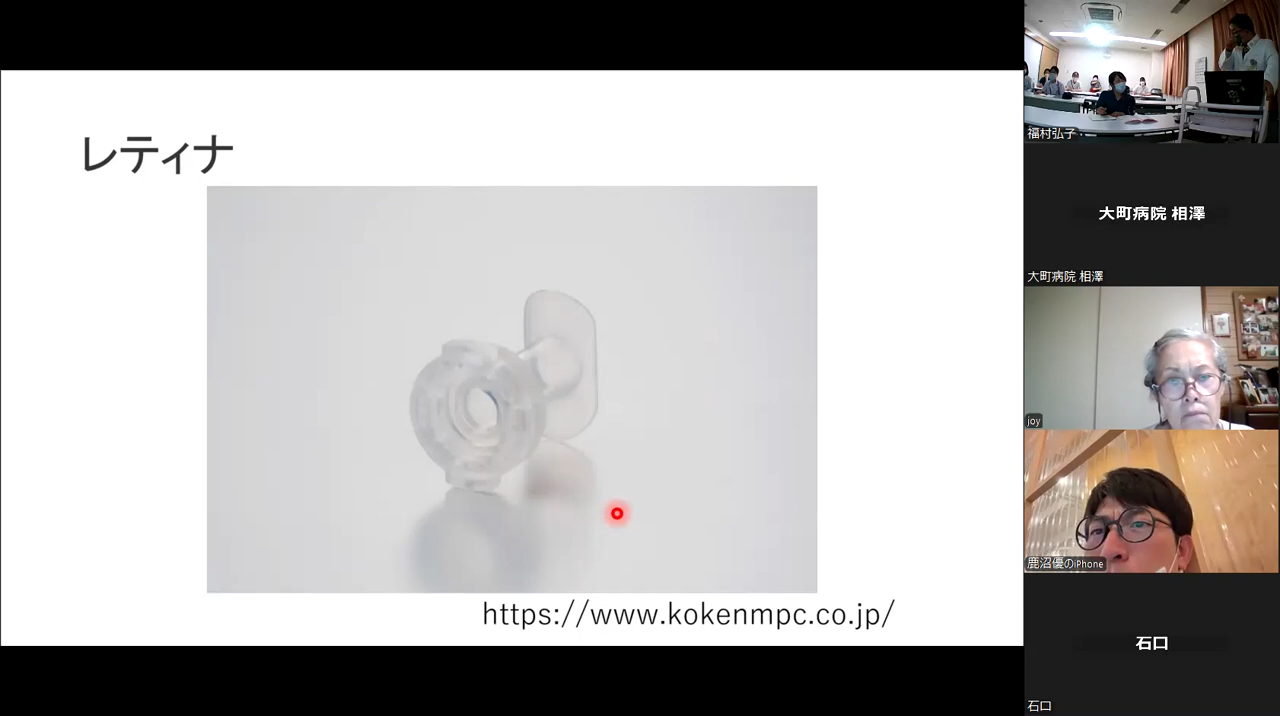 レティナ
https://www.kokenmpc.co.jp/
福村弘子
大町病院 相澤
大町病院 相澤
joy
鹿沼優のiPhone
石口
石口